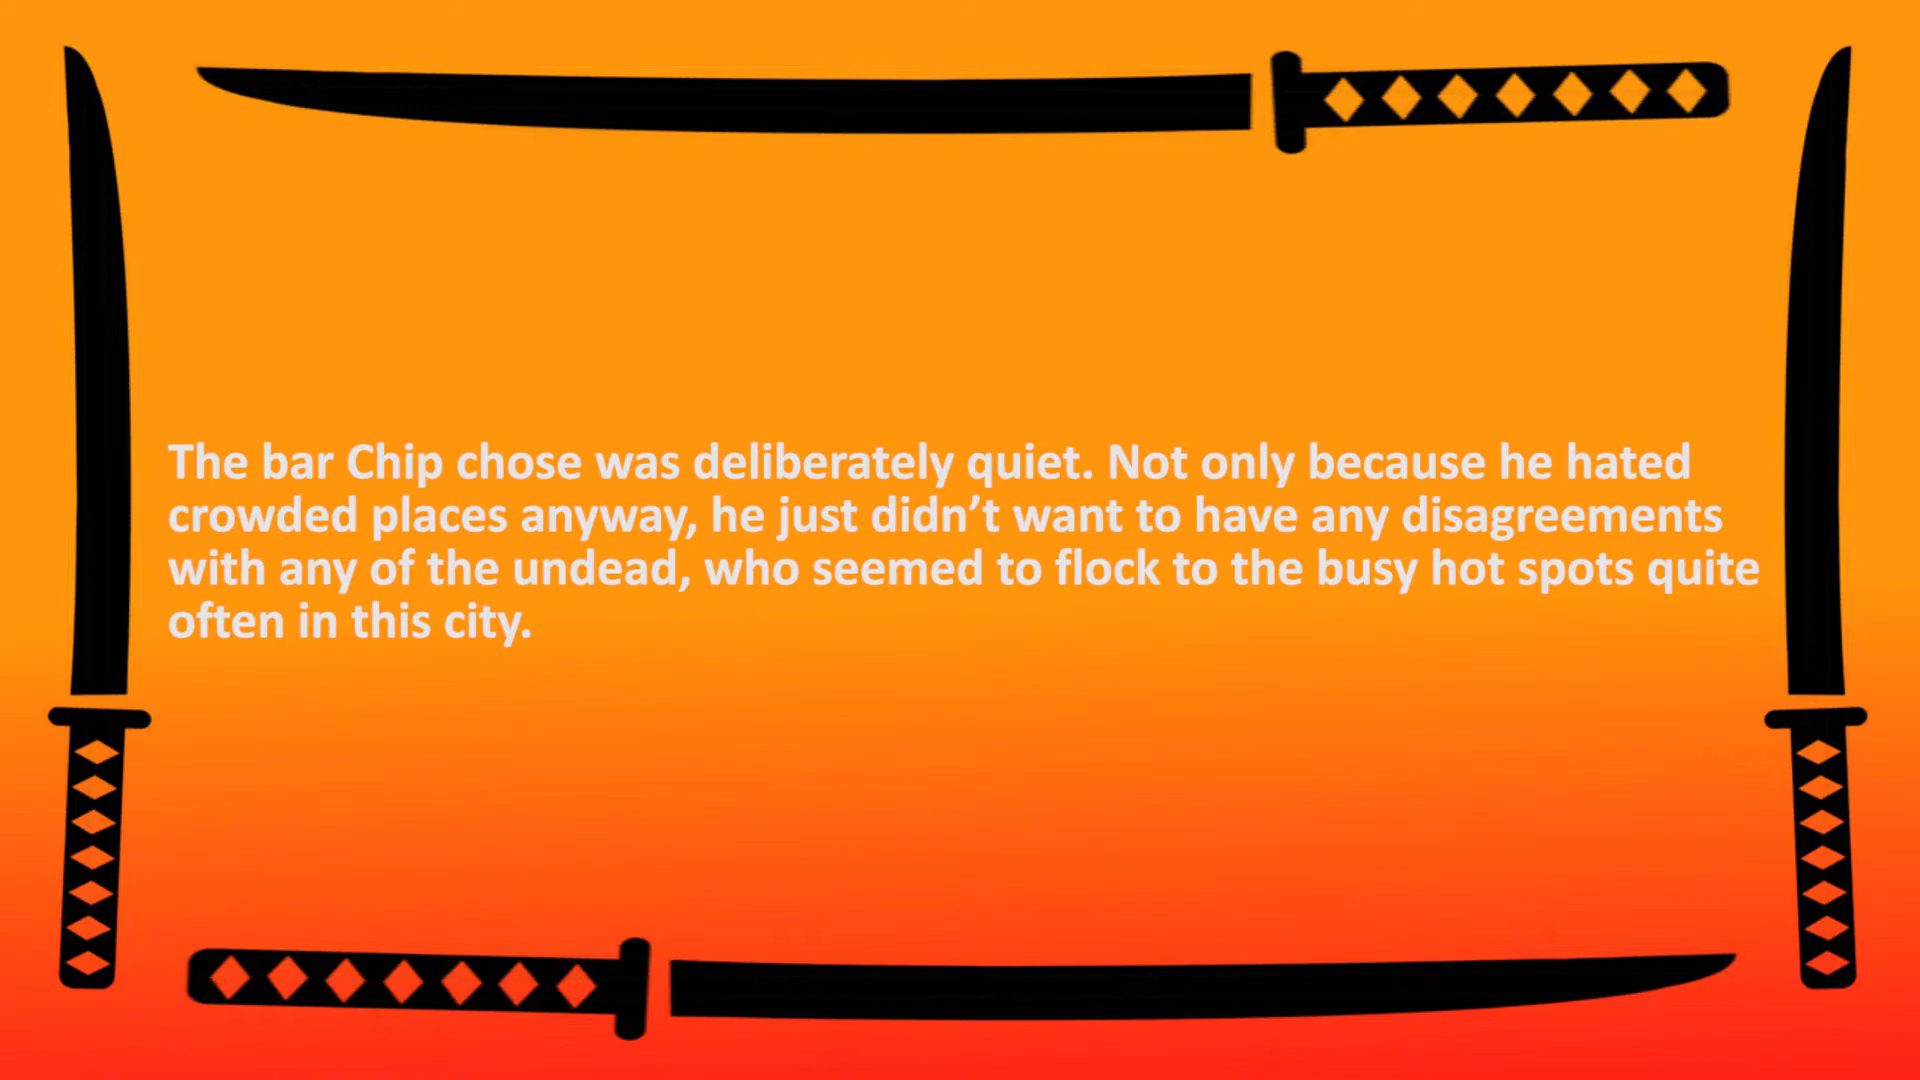 The bar Chip chose was deliberately quiet. Not only because he hated
crowded places anyway, he just didn’t want to have any disagreements
with any of the undead, who seemed to flock to the busy hot spots quite
often in this city.